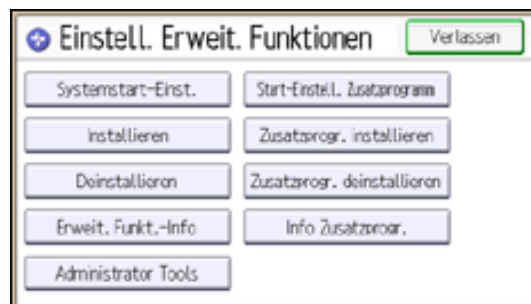 Einstell. Erweit. Funktionen
Verlassen
Systemstart-Einst.
Start-Einstell. Zusatzprogramm
Installieren
Zusatzprogr. installieren
Deinstallieren
Zusatzprogr. deinstallieren
Erweit. Funkt.-Info
Info Zusatzprogr.
Administrator Tools